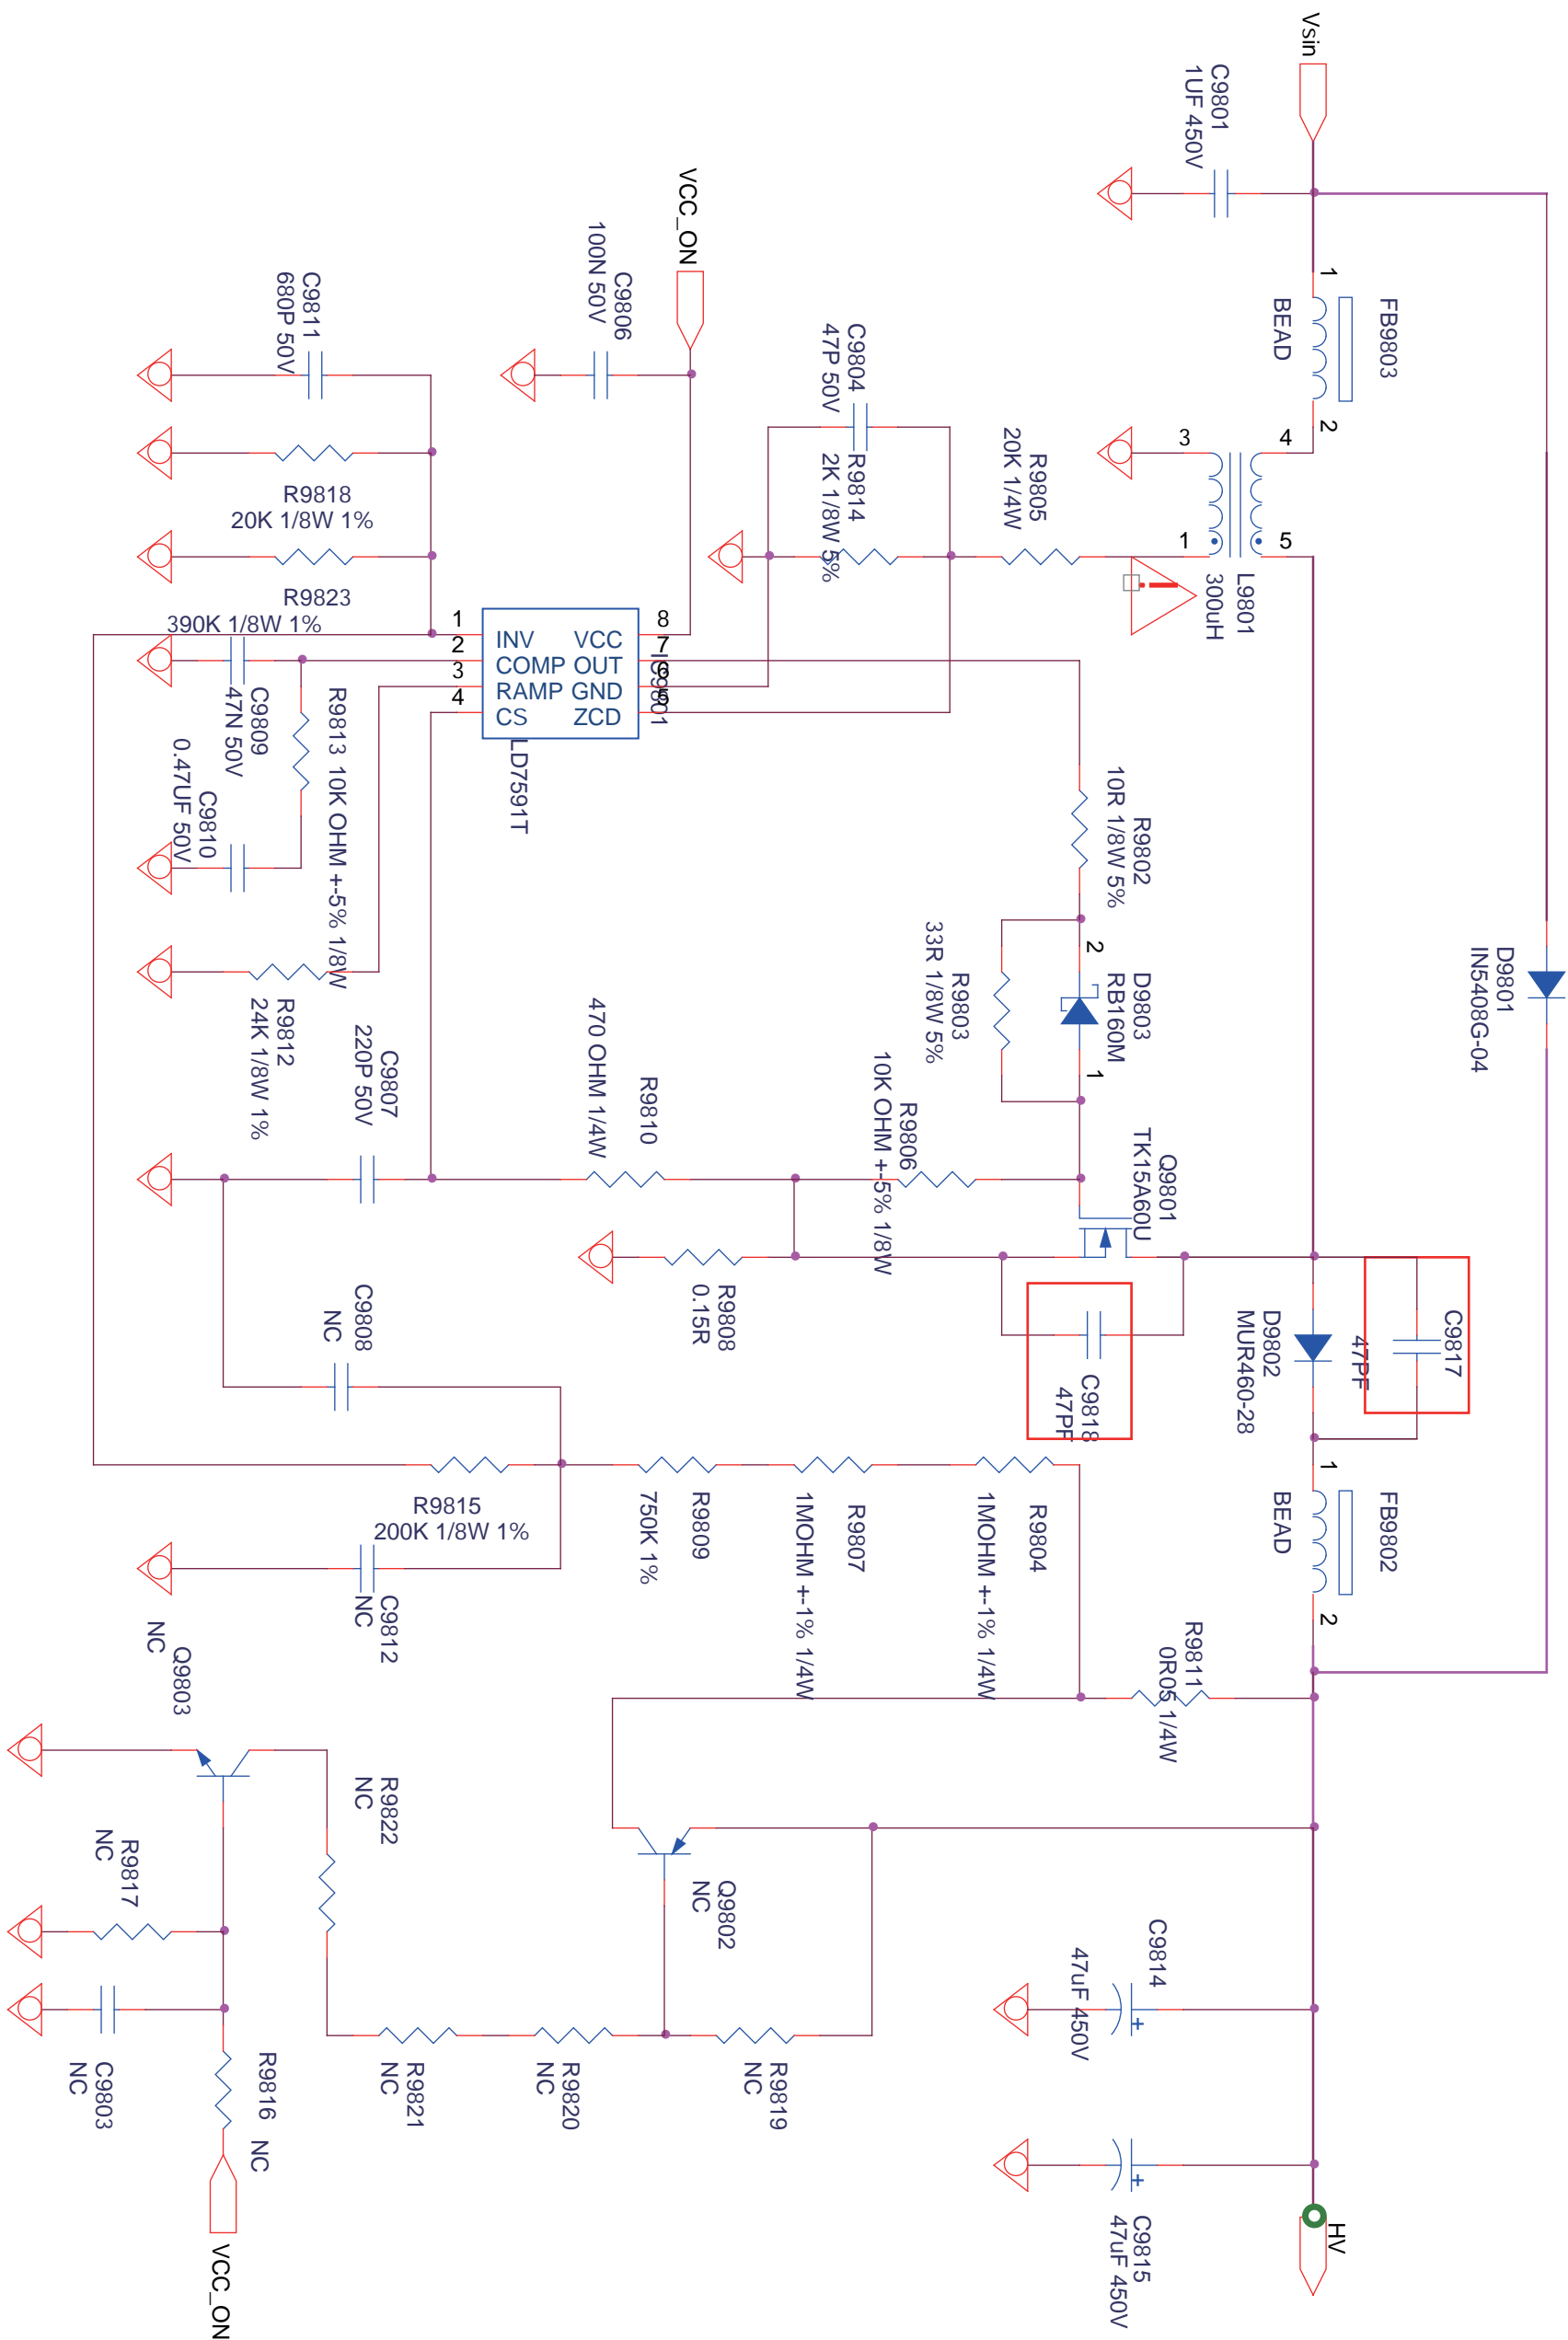 Vsin
C9801
1UF 450V
1
FB9803
BEAD
2
3
4
1
5
L9801
300uH
D9801
IN5408G-04
VCC_ON
C9806
100N 50V
C9804
47P 50V
R9814
2K 1/8W 5%
R9805
20K 1/4W
C9811
680P 50V
R9818
20K 1/8W 1%
R9823
390K 1/8W 1%
1
2
3
4
INV
COMP
RAMP
CS
VCC
OUT
GND
ZCD
8
7
6
5
IC9801
LD7591T
C9809
47N 50V
R9813 10K OHM +-5% 1/8W
C9810
0.47UF 50V
R9812
24K 1/8W 1%
R9802
10R 1/8W 5%
R9803
33R 1/8W 5%
2
D9803
RB160M
1
R9806
10K OHM +-5% 1/8W
Q9801
TK15A60U
C9807
220P 50V
R9810
470 OHM 1/4W
R9808
0.15R
C9808
NC
C9818
47PF
D9802
MUR460-28
C9817
47PF
1
FB9802
BEAD
2
R9815
200K 1/8W 1%
R9809
750K 1%
R9807
1MOHM +-1% 1/4W
R9804
1MOHM +-1% 1/4W
C9812
NC
R9811
0R05 1/4W
Q9803
NC
R9822
NC
R9817
NC
Q9802
NC
C9814
47uF 450V
C9803
NC
R9816 NC
R9821
NC
R9820
NC
R9819
NC
C9815
47uF 450V
HV
VCC_ON